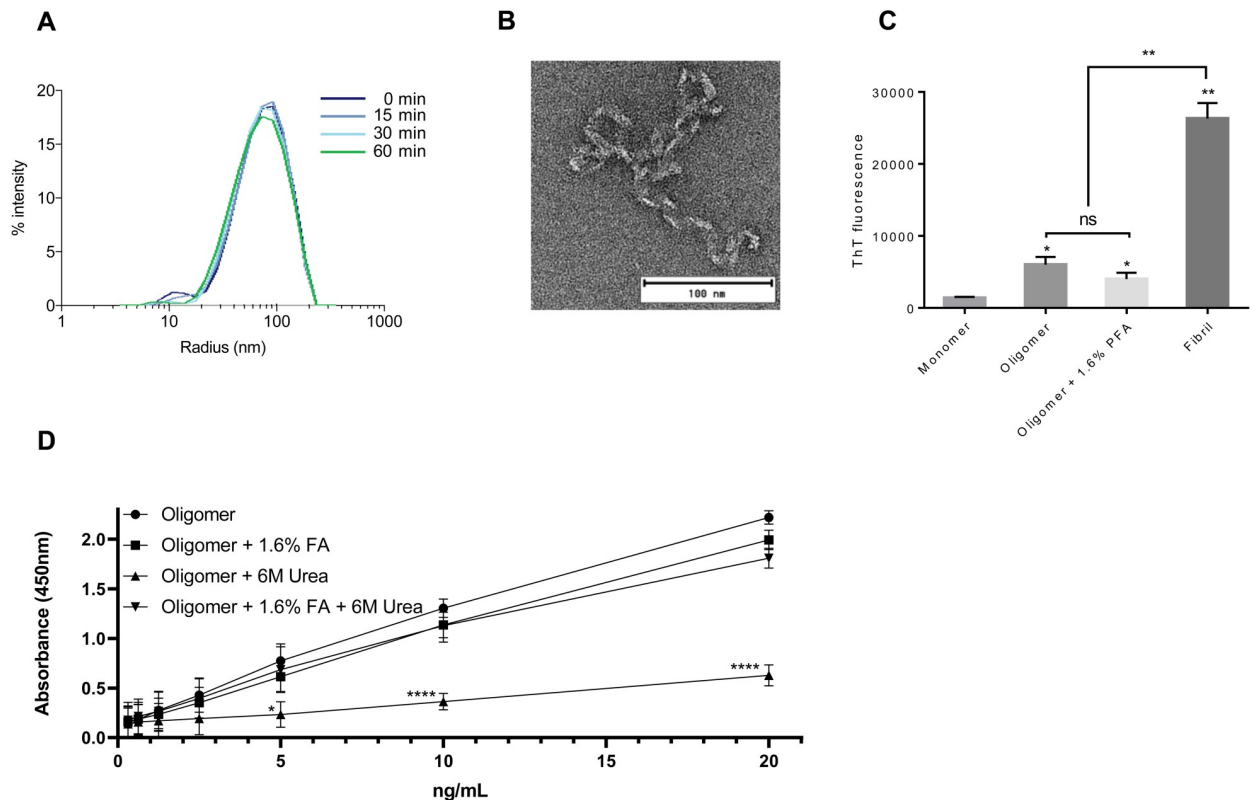 A
B
C
20
15
10
5
0
% intensity
0 min
15 min
30 min
60 min
1
10
100
1000
Radius (nm)
100 nm
**
**
30000
20000
10000
0
ThT fluorescence
ns
*
*
Monomer
Oligomer
Oligomer + 1.6% PFA
Fibril
D
Absorbance (450nm)
2.0
1.5
1.0
0.5
0.0
Oligomer
Oligomer + 1.6% FA
Oligomer + 6M Urea
Oligomer + 1.6% FA + 6M Urea
*
****
****
0
5
10
15
20
ng/mL